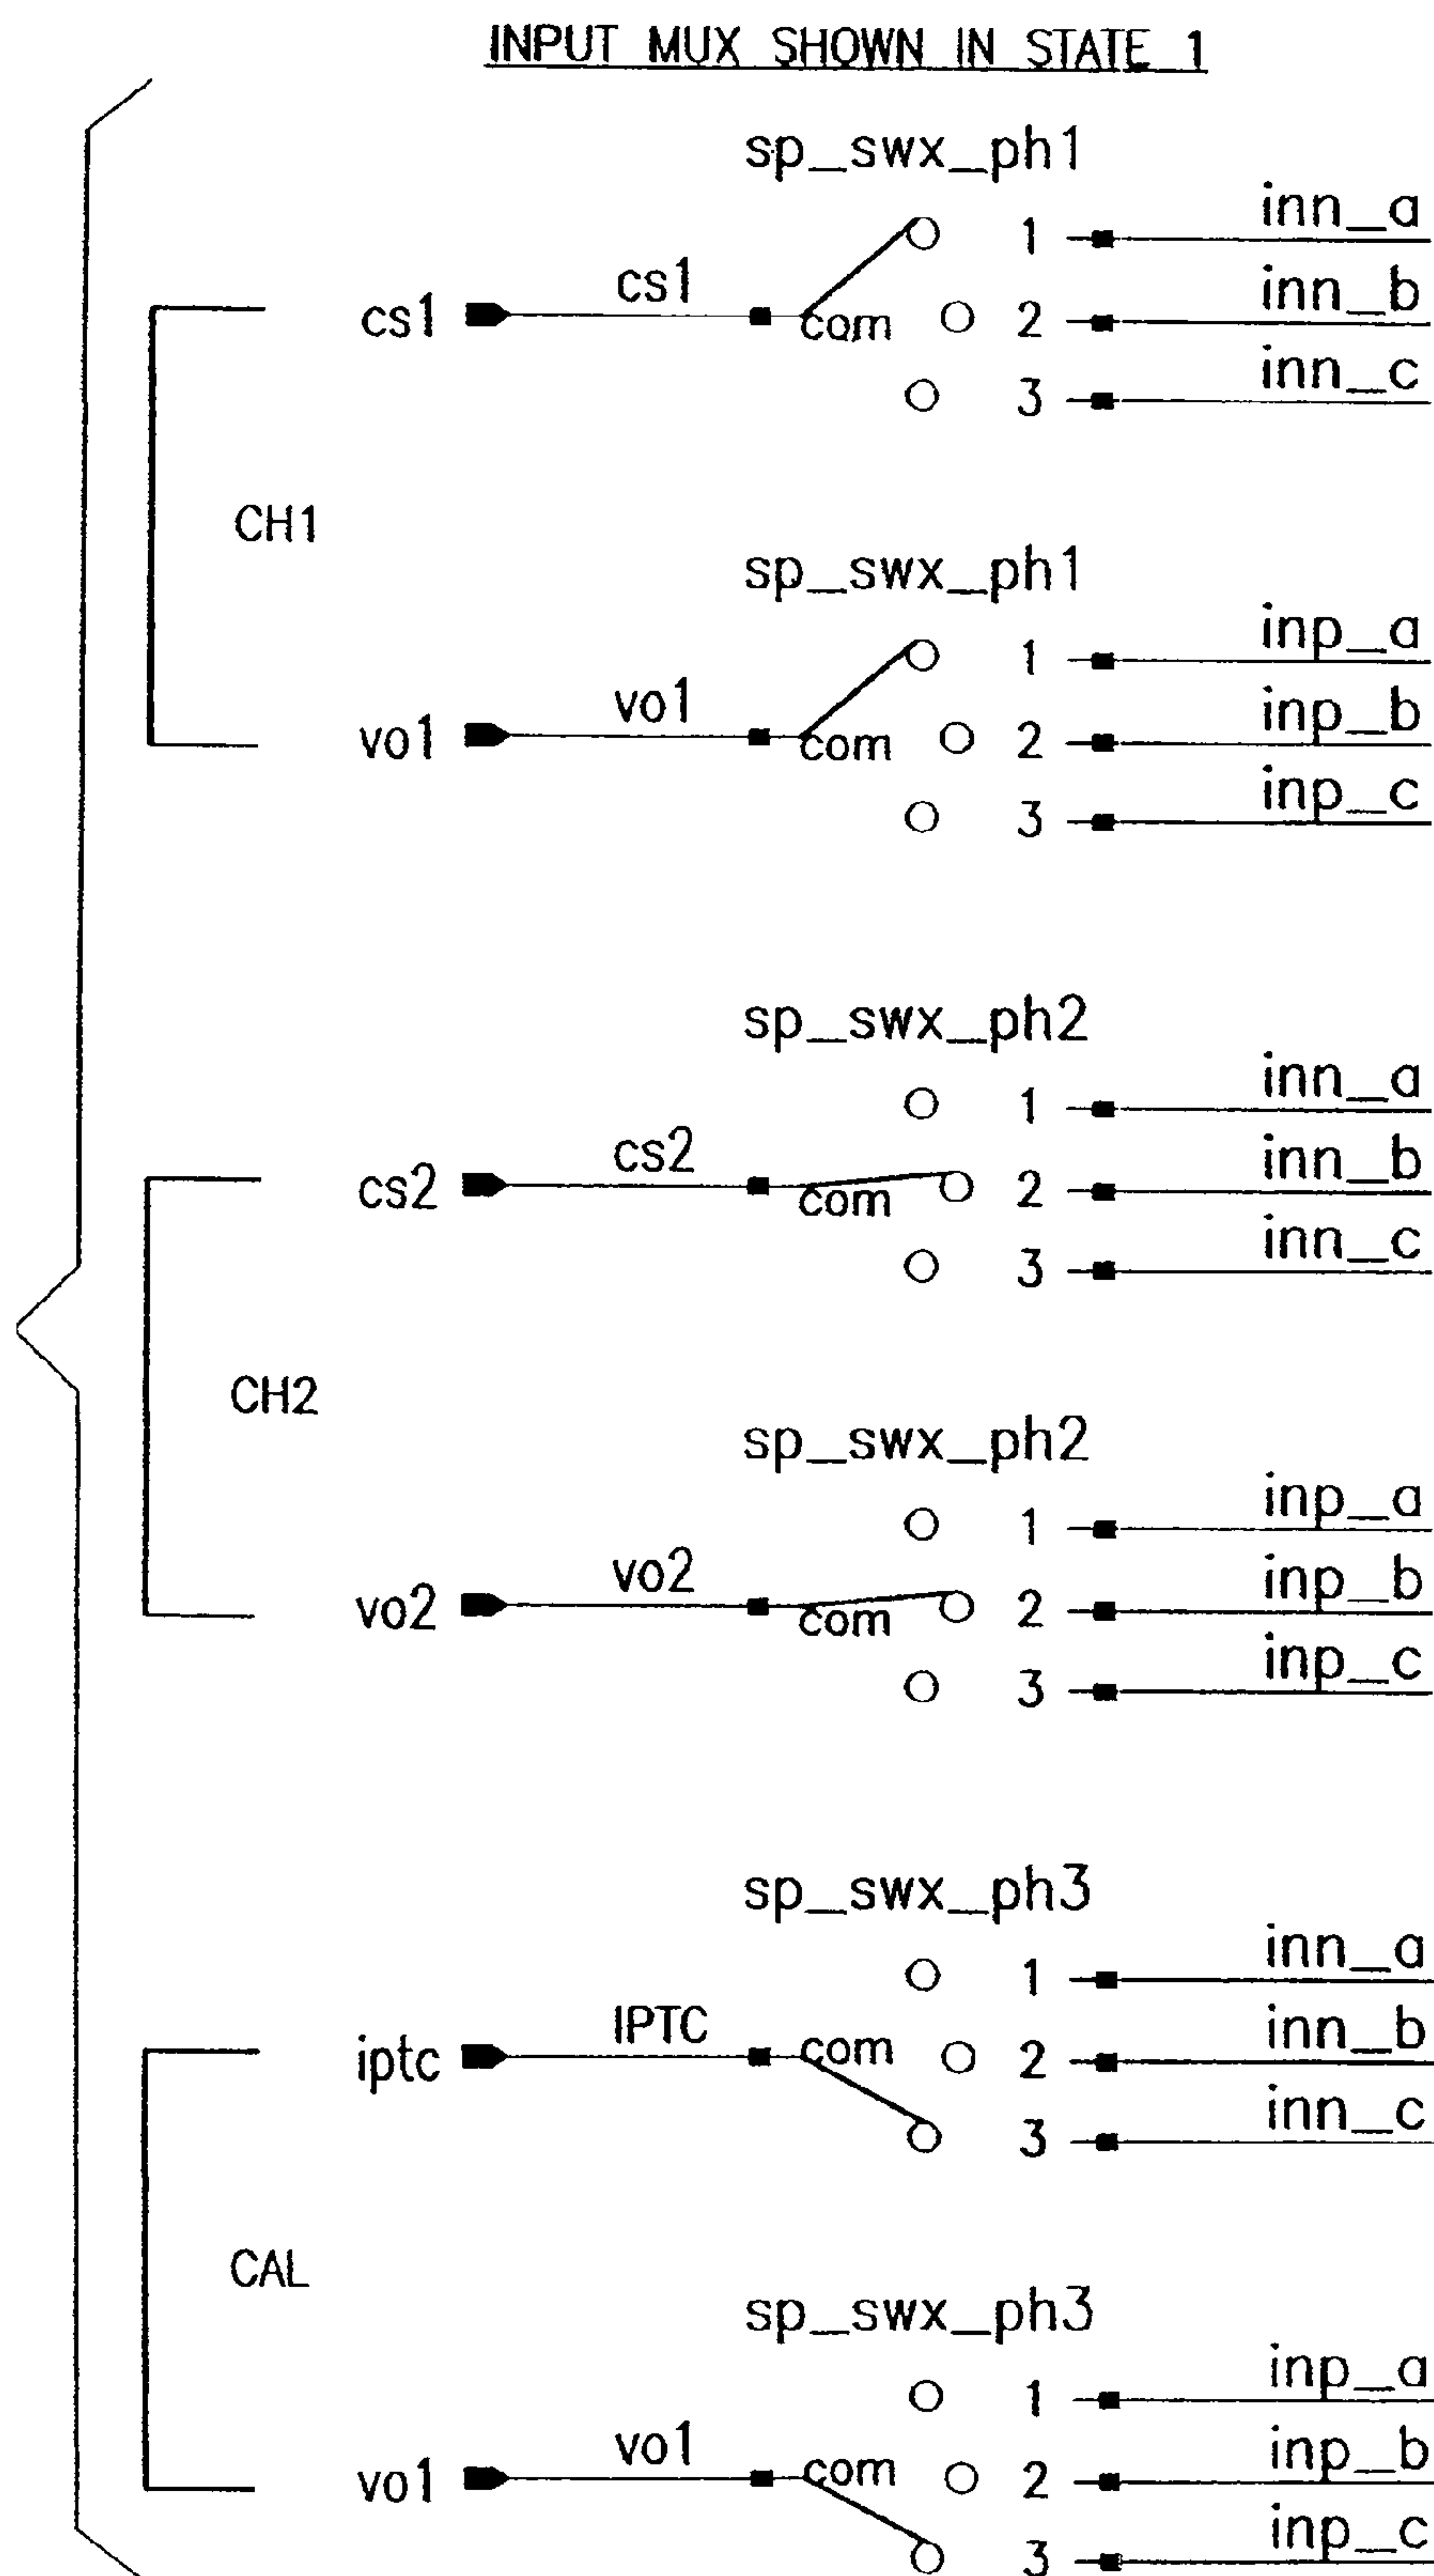 INPUT MUX SHOWN IN STATE 1
sp_swx_ph1
1 inn_a
cs1 cs1 com 2 inn_b
3 inn_c
CH1
sp_swx_ph1
1 inp_a
vo1 vo1 com 2 inp_b
3 inp_c
sp_swx_ph2
1 inn_a
cs2 cs2 com 2 inn_b
3 inn_c
CH2
sp_swx_ph2
1 inp_a
vo2 vo2 com 2 inp_b
3 inp_c
sp_swx_ph3
1 inn_a
iptc IPTC com 2 inn_b
3 inn_c
CAL
sp_swx_ph3
1 inp_a
vo1 vo1 com 2 inp_b
3 inp_c